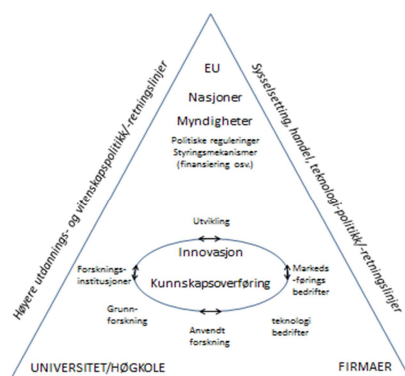 EU
Nasjoner
Myndigheter
Politiske reguleringer
Styringsmekanismer
(finansiering osv.)
Høyere utdannings- og vitenskapspolitikk/-retningslinjer
Sysselsetting, handel, teknologi-politikk/-retningslinjer
Utvikling
Innovasjon
Forsknings-
institusjoner
Kunnskapsoverføring
Markeds
-førings
bedrifter
Grunn-
forskning
Anvendt
forskning
teknologi
bedrifter
UNIVERSITET/HØGKOLE
FIRMAER